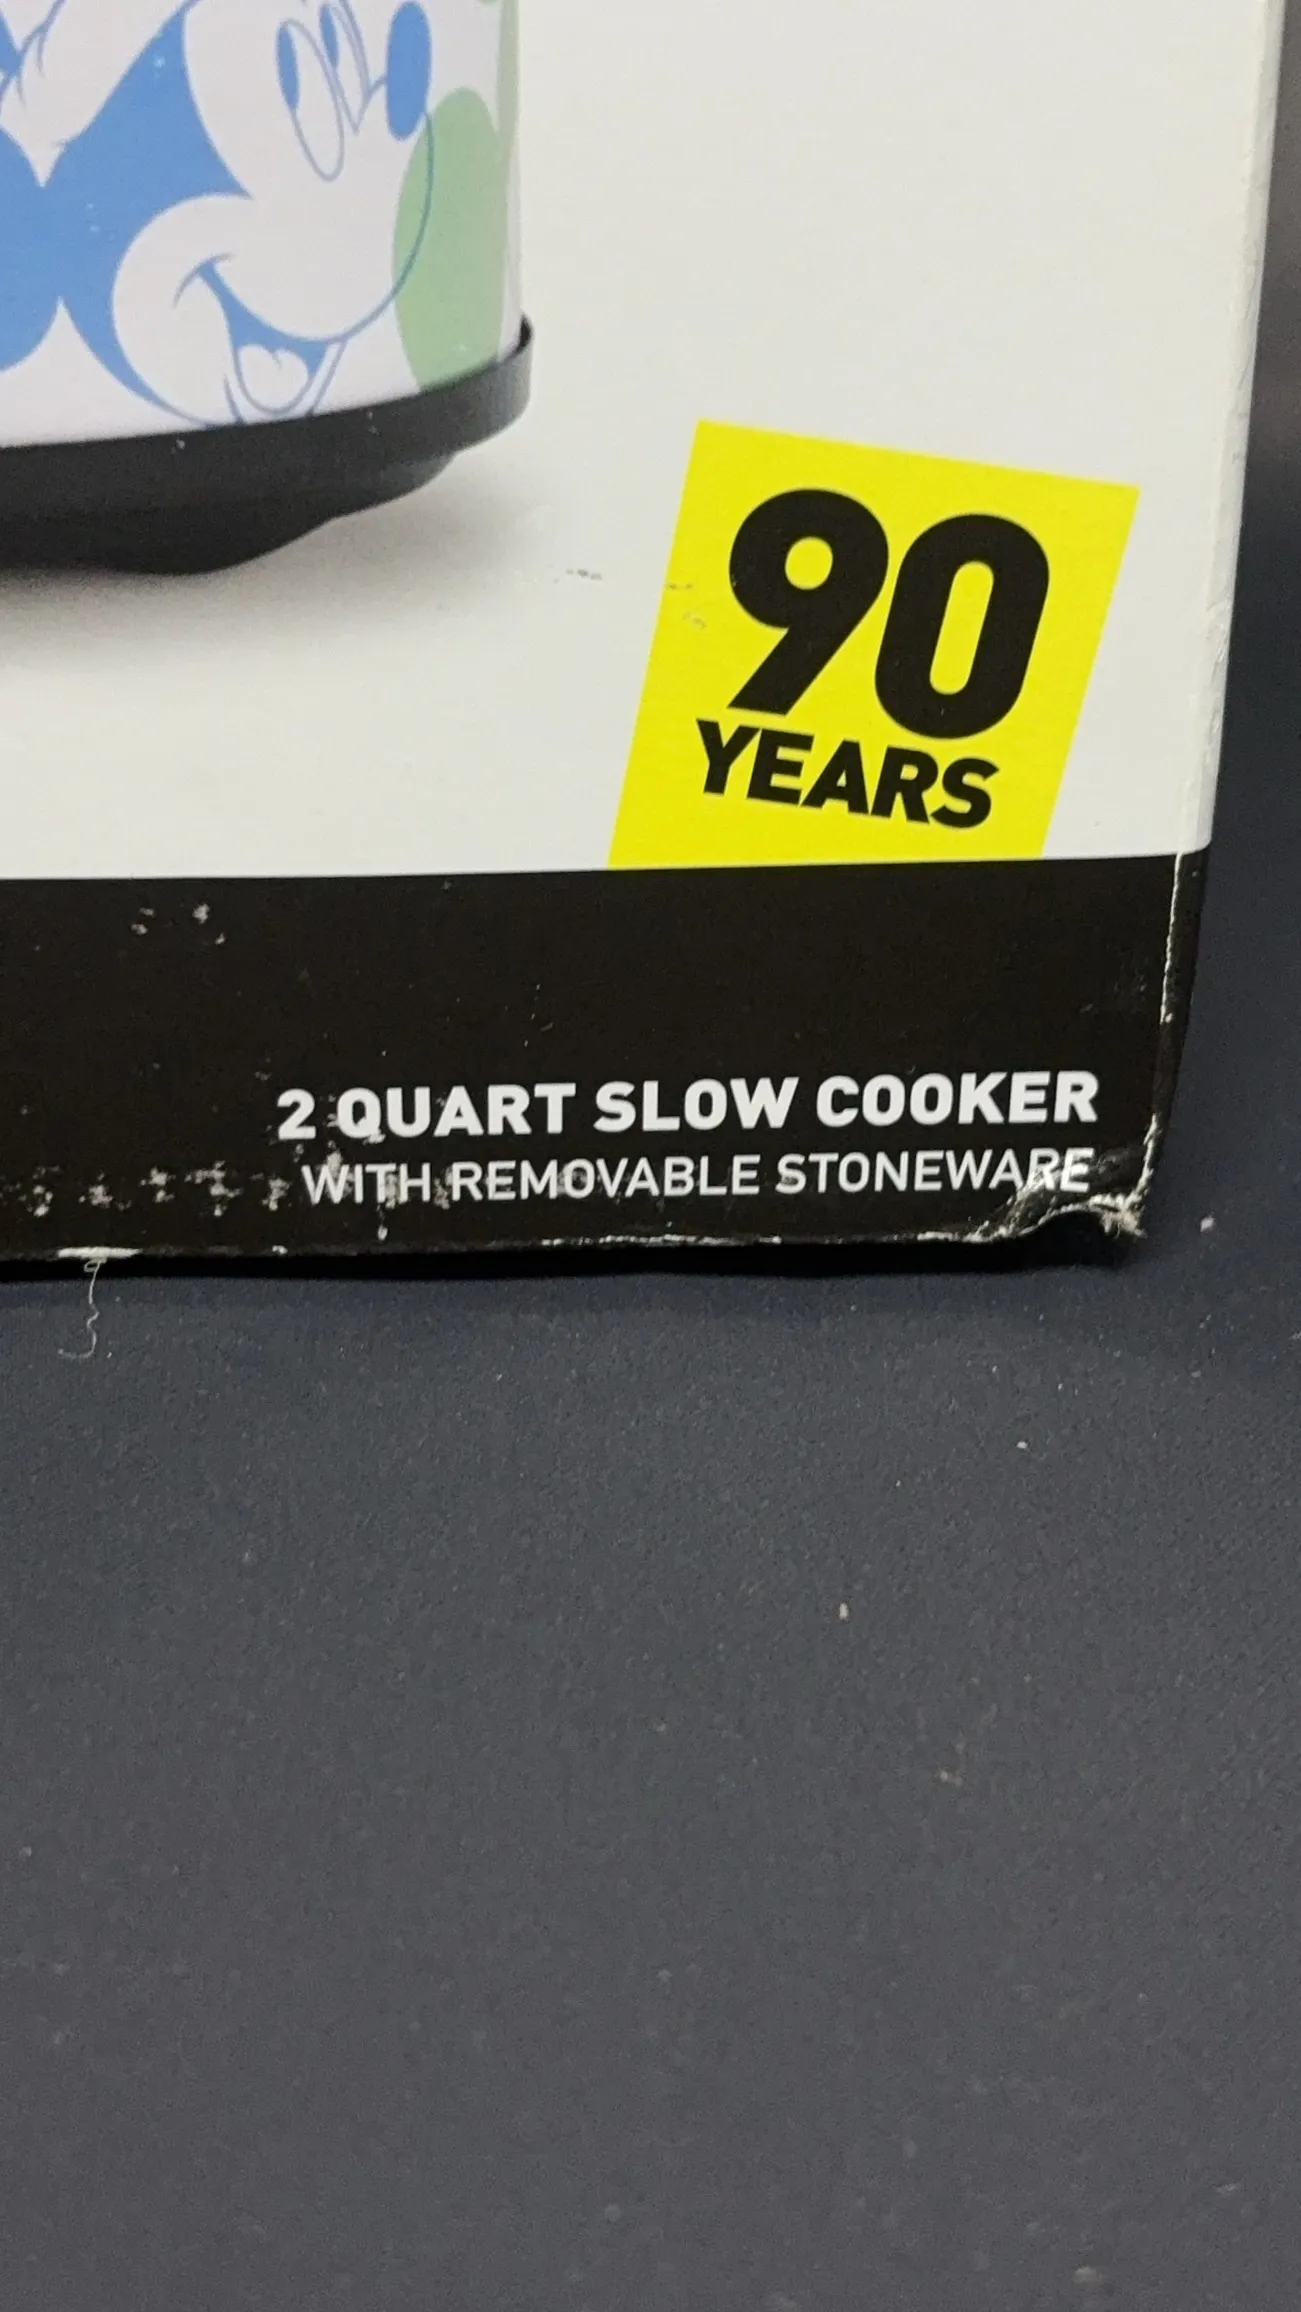 90
YEARS
2 QUART SLOW COOKER
WITH REMOVABLE STONEWARE